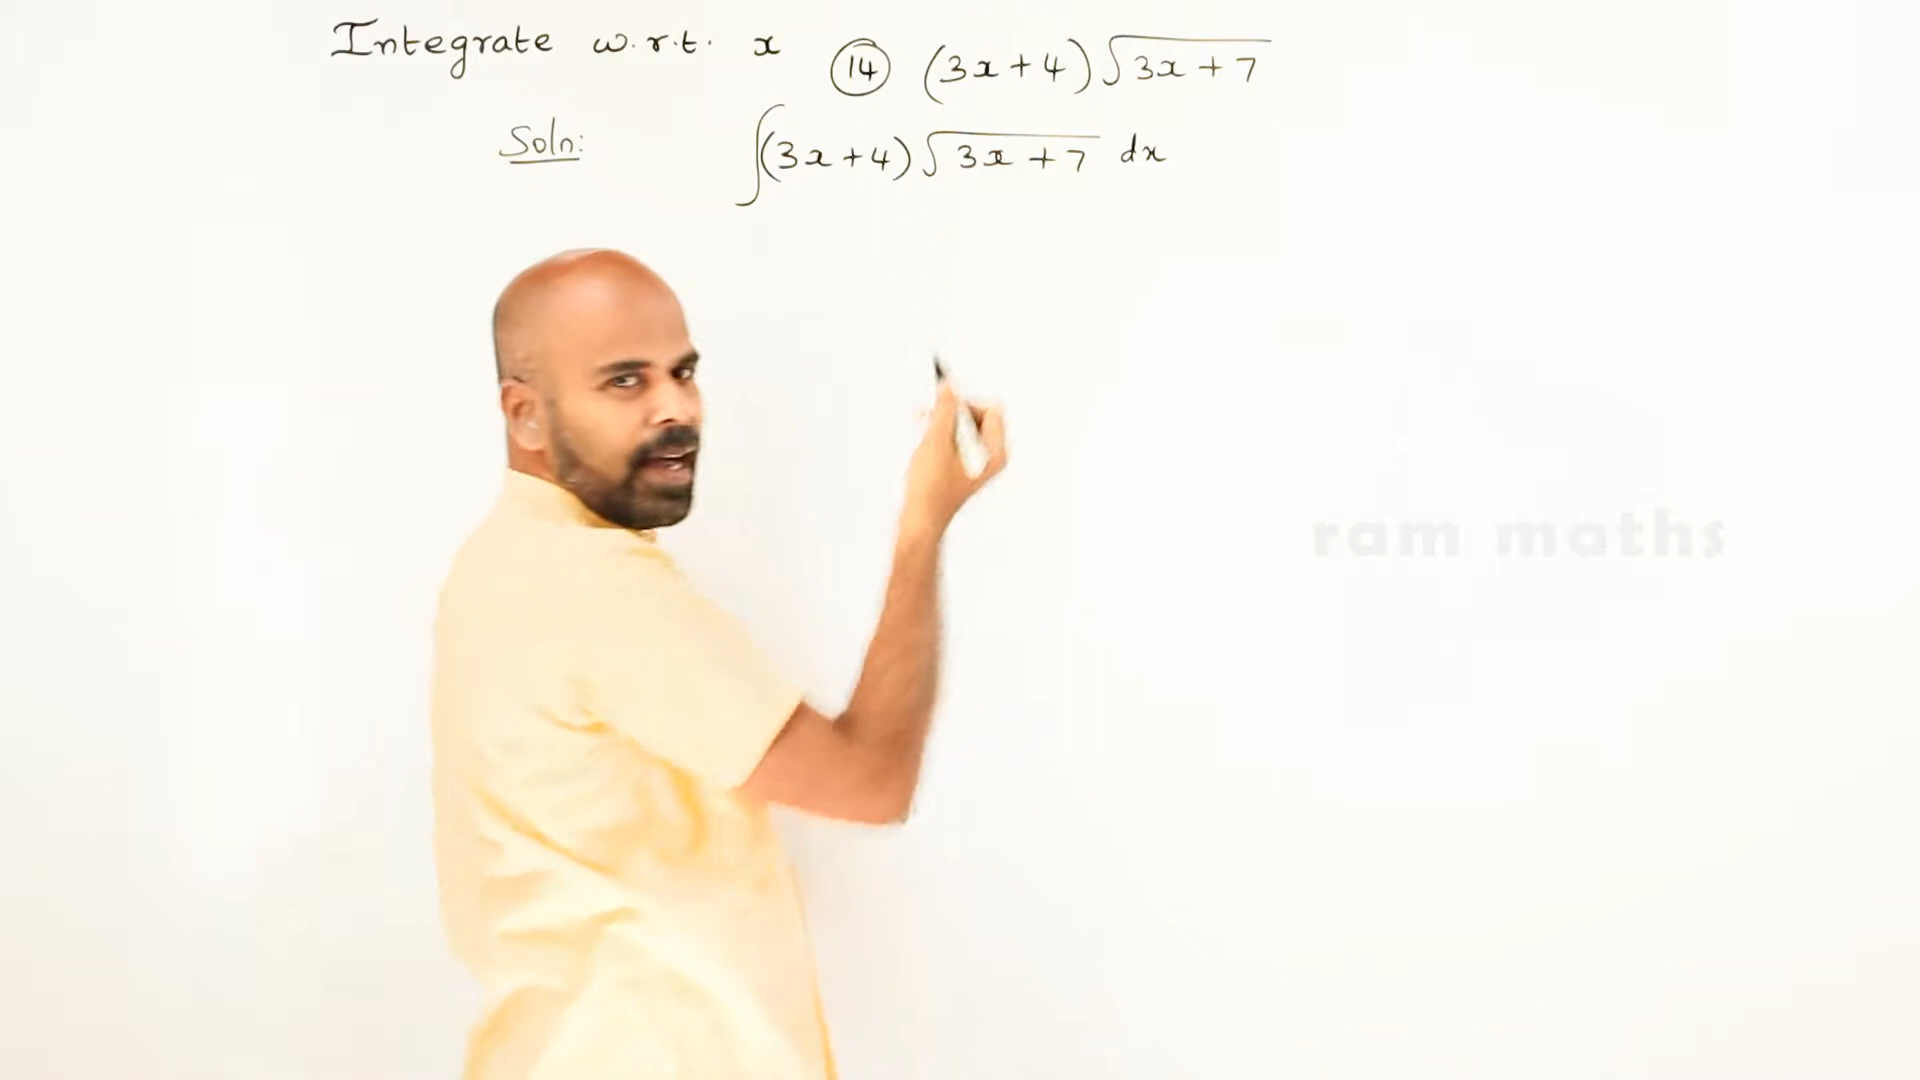 Integrate w.r.t. x (14) (3x+4)√(3x+7)
Soln: ∫(3x+4)√(3x+7) dx
ram maths